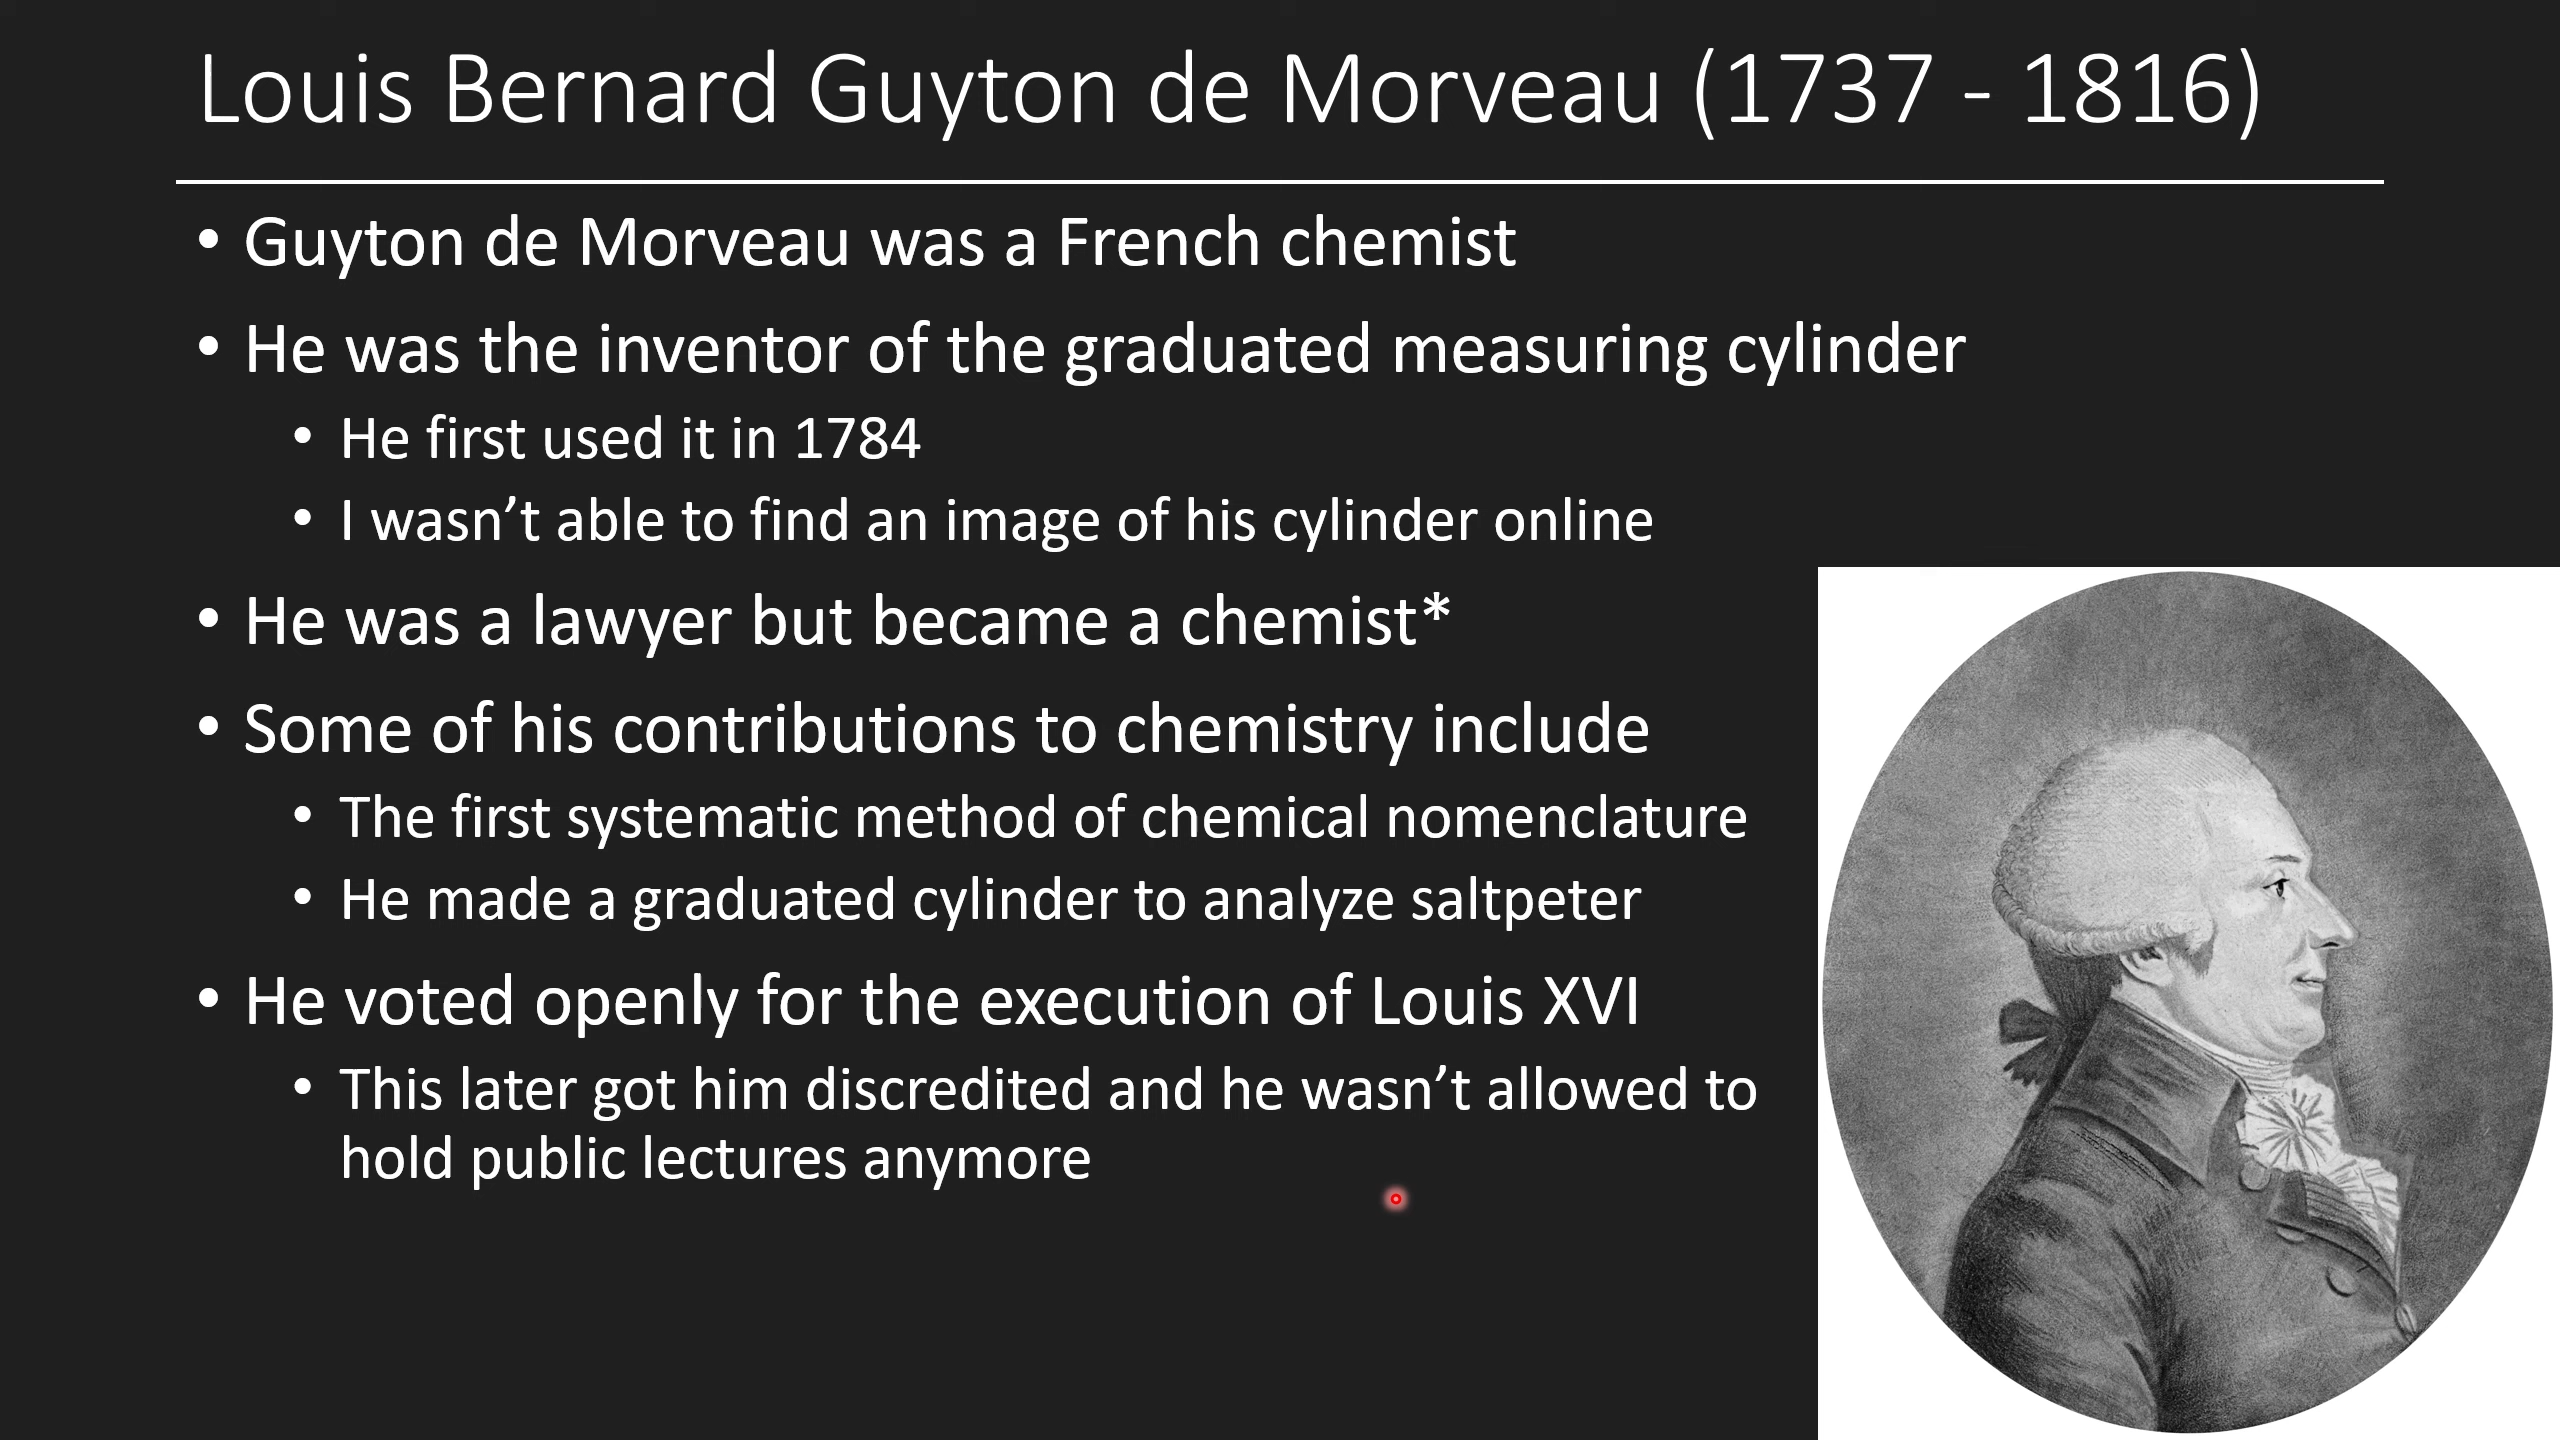 Louis Bernard Guyton de Morveau (1737 - 1816)
• Guyton de Morveau was a French chemist
• He was the inventor of the graduated measuring cylinder
• He first used it in 1784
• I wasn’t able to find an image of his cylinder online
• He was a lawyer but became a chemist*
• Some of his contributions to chemistry include
• The first systematic method of chemical nomenclature
• He made a graduated cylinder to analyze saltpeter
• He voted openly for the execution of Louis XVI
• This later got him discredited and he wasn’t allowed to
hold public lectures anymore